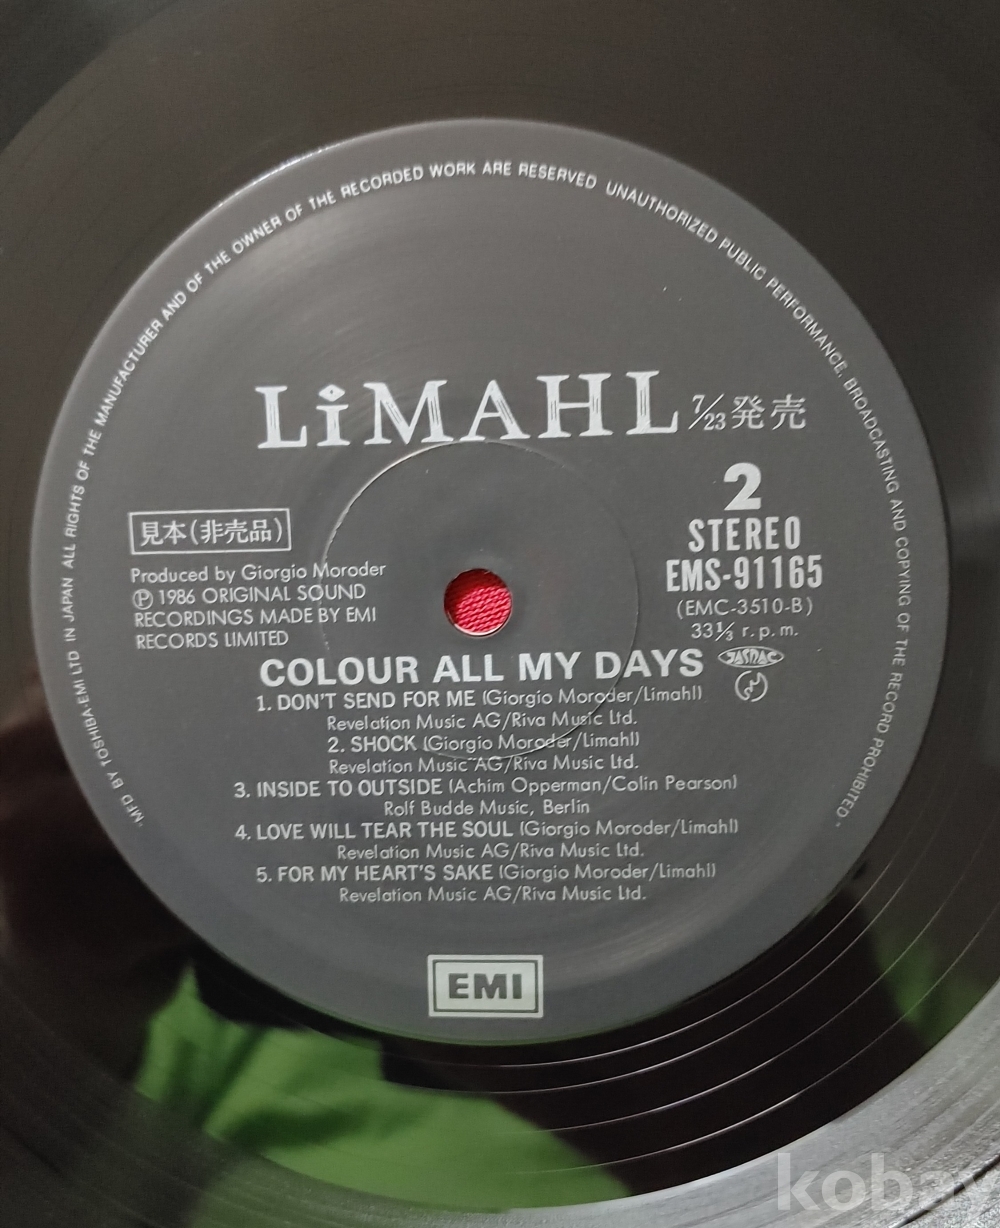 "MFD BY TOSHIBA-EMI LTD IN JAPAN ALL RIGHTS OF THE MANUFACTURER AND OF THE OWNER OF THE RECORDED WORK ARE RESERVED UNAUTHORIZED PUBLIC PERFORMANCE, BROADCASTING AND COPYING OF THE RECORD PROHIBITED"
LiMAHL 7/23発売
2
STEREO
EMS-91165
(EMC-3510-B)
33⅓ r.p.m.
JASRAC
見本(非売品)
Produced by Giorgio Moroder
Ⓟ 1986 ORIGINAL SOUND
RECORDINGS MADE BY EMI
RECORDS LIMITED
COLOUR ALL MY DAYS
1. DON'T SEND FOR ME (Giorgio Moroder/Limahl)
Revelation Music AG/Riva Music Ltd.
2. SHOCK (Giorgio Moroder/Limahl)
Revelation Music AG/Riva Music Ltd.
3. INSIDE TO OUTSIDE (Achim Opperman/Colin Pearson)
Rolf Budde Music, Berlin
4. LOVE WILL TEAR THE SOUL (Giorgio Moroder/Limahl)
Revelation Music AG/Riva Music Ltd.
5. FOR MY HEART'S SAKE (Giorgio Moroder/Limahl)
Revelation Music AG/Riva Music Ltd.
EMI
kobay